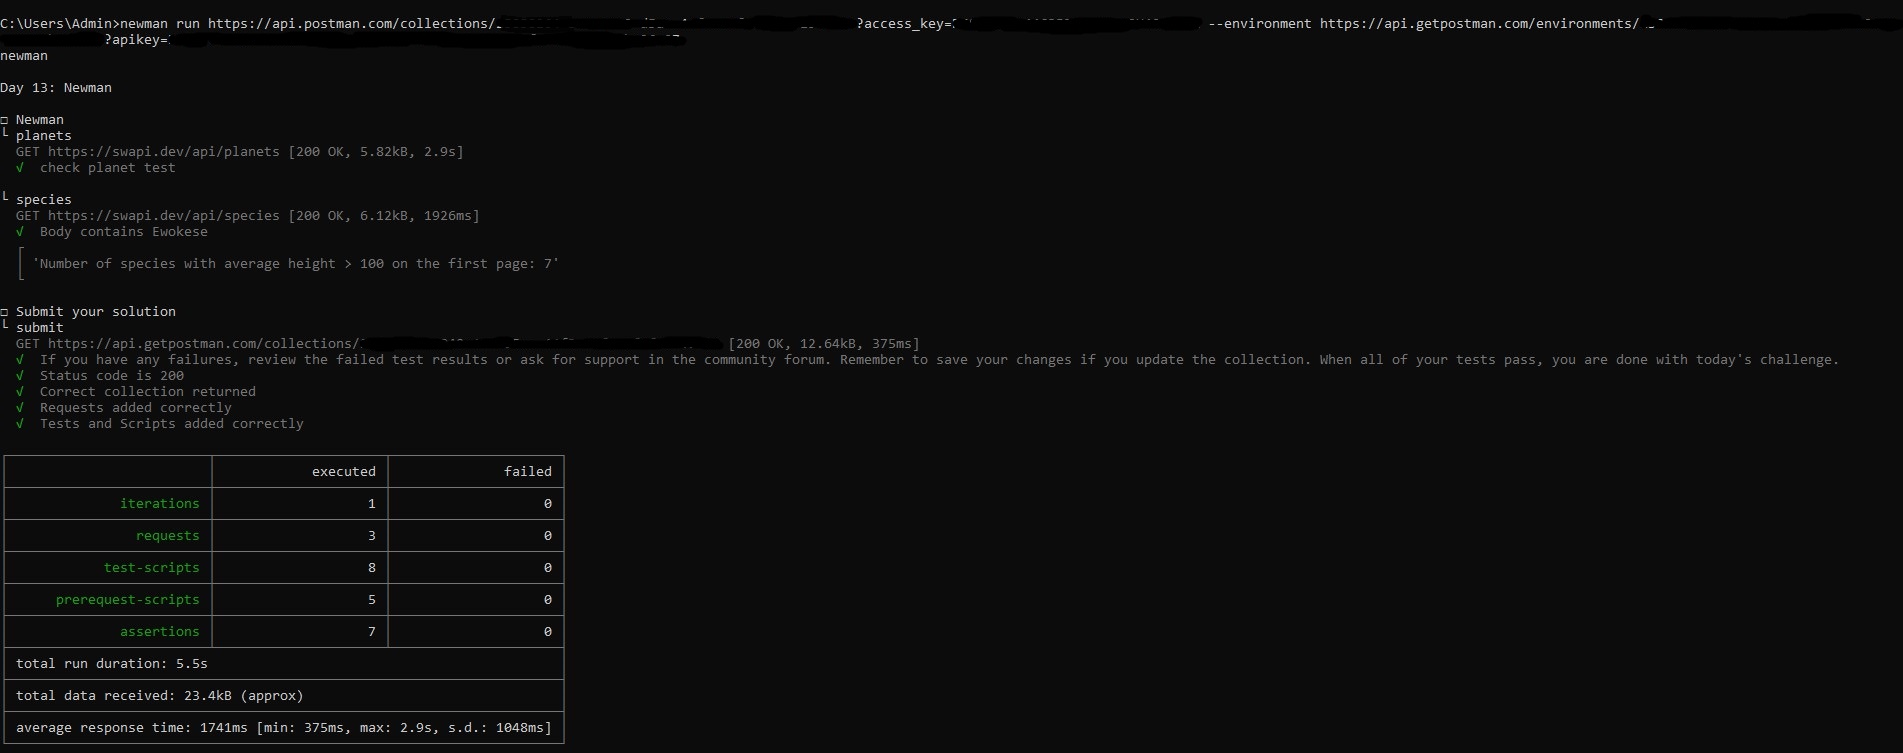 C:\Users\Admin>newman run https://api.postman.com/collections/ ?access_key= --environment https://api.getpostman.com/environments/
?apikey=
newman
Day 13: Newman
□ Newman
└ planets
GET https://swapi.dev/api/planets [200 OK, 5.82kB, 2.9s]
√ check planet test
└ species
GET https://swapi.dev/api/species [200 OK, 6.12kB, 1926ms]
√ Body contains Ewokese
'Number of species with average height > 100 on the first page: 7'
□ Submit your solution
└ submit
GET https://api.getpostman.com/collections/ [200 OK, 12.64kB, 375ms]
√ If you have any failures, review the failed test results or ask for support in the community forum. Remember to save your changes if you update the collection. When all of your tests pass, you are done with today's challenge.
√ Status code is 200
√ Correct collection returned
√ Requests added correctly
√ Tests and Scripts added correctly
executed failed
iterations 1 0
requests 3 0
test-scripts 8 0
prerequest-scripts 5 0
assertions 7 0
total run duration: 5.5s
total data received: 23.4kB (approx)
average response time: 1741ms [min: 375ms, max: 2.9s, s.d.: 1048ms]